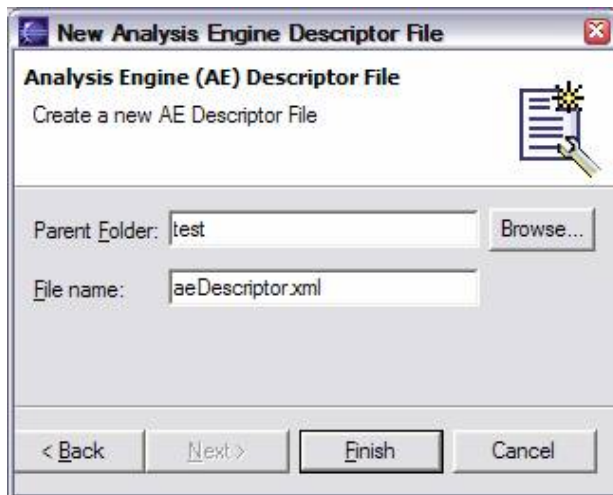 New Analysis Engine Descriptor File
Analysis Engine (AE) Descriptor File
Create a new AE Descriptor File
Parent Folder: test Browse...
File name: aeDescriptor.xml
< Back Next > Finish Cancel